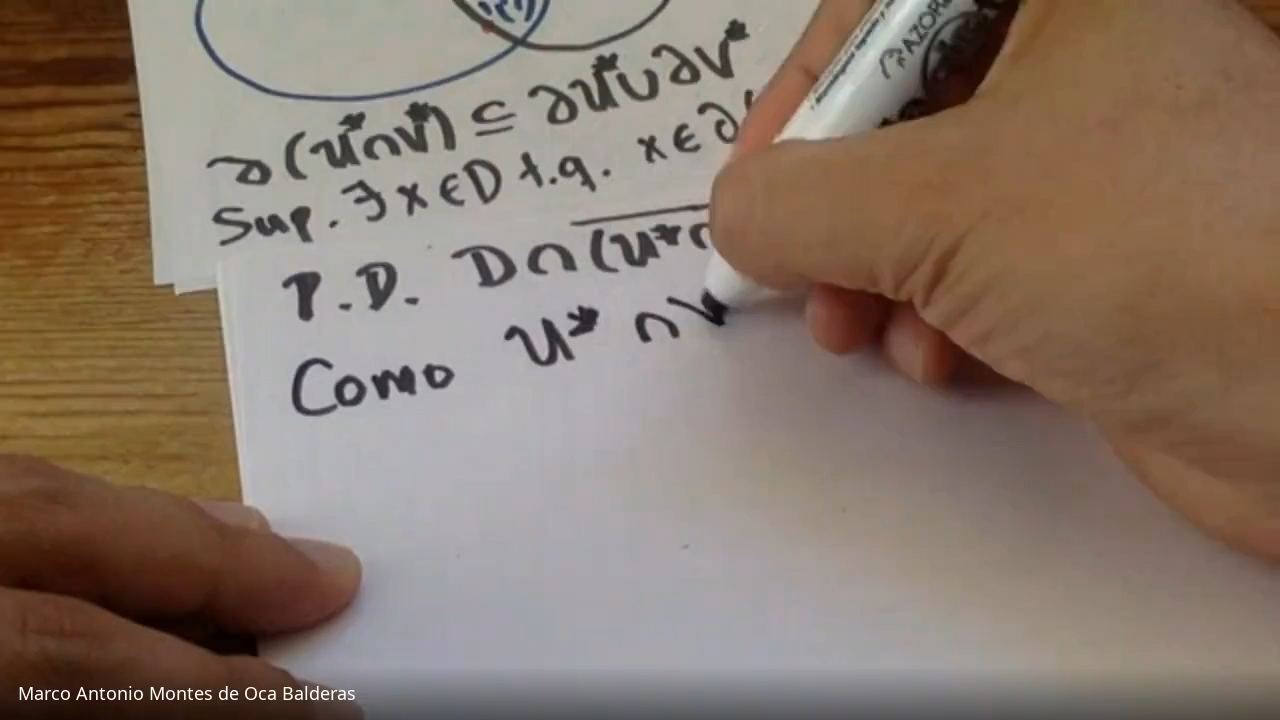 ∂(U*∩V*) ⊆ ∂U*∪∂V*
Sup. ∃x∈D t.q. x∈∂(
P.D. D∩(U*∩
Como U* ∩V
AZOR
Marco Antonio Montes de Oca Balderas